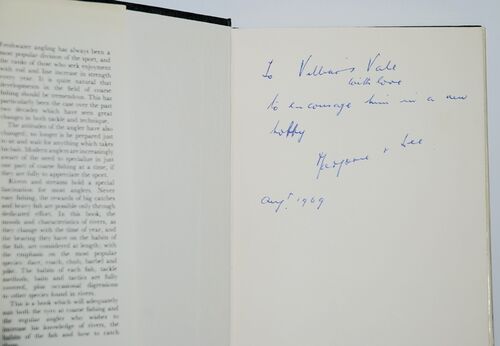 Freshwater angling has always been a
most popular division of the sport, and
the ranks of those who seek enjoyment
with rod and line increase in strength
every year. It is quite natural that
developments in the field of coarse
fishing should be tremendous. This has
particularly been the case over the past
two decades which have seen great
changes in both tackle and technique.
The attitudes of the angler have also
changed; no longer is he prepared just
to sit and wait for anything which takes
his bait. Modern anglers are increasingly
aware of the need to specialise in just
one part of coarse fishing at a time, if
they are fully to appreciate the sport.
Rivers and streams hold a special
fascination for most anglers. Never
easy fishing, the rewards of big catches
and heavy fish are possible only through
dedicated effort. In this book, the
moods and characteristics of rivers, as
they change with the time of year, and
the bearing they have on the habits of
the fish, are considered at length; with
the emphasis on the most popular
species: dace, roach, chub, barbel and
pike. The habits of each fish, tackle
methods, baits and tactics are fully
covered, plus occasional digressions
to other species found in rivers.
This is a book which will adequately
suit both the tyro at coarse fishing and
the regular angler who wishes to
increase his knowledge of rivers, the
habits of the fish and how to catch
them.
To Vale
with love
to encourage him in a new
hobby
Marjorie + Lee
Augt. 1969